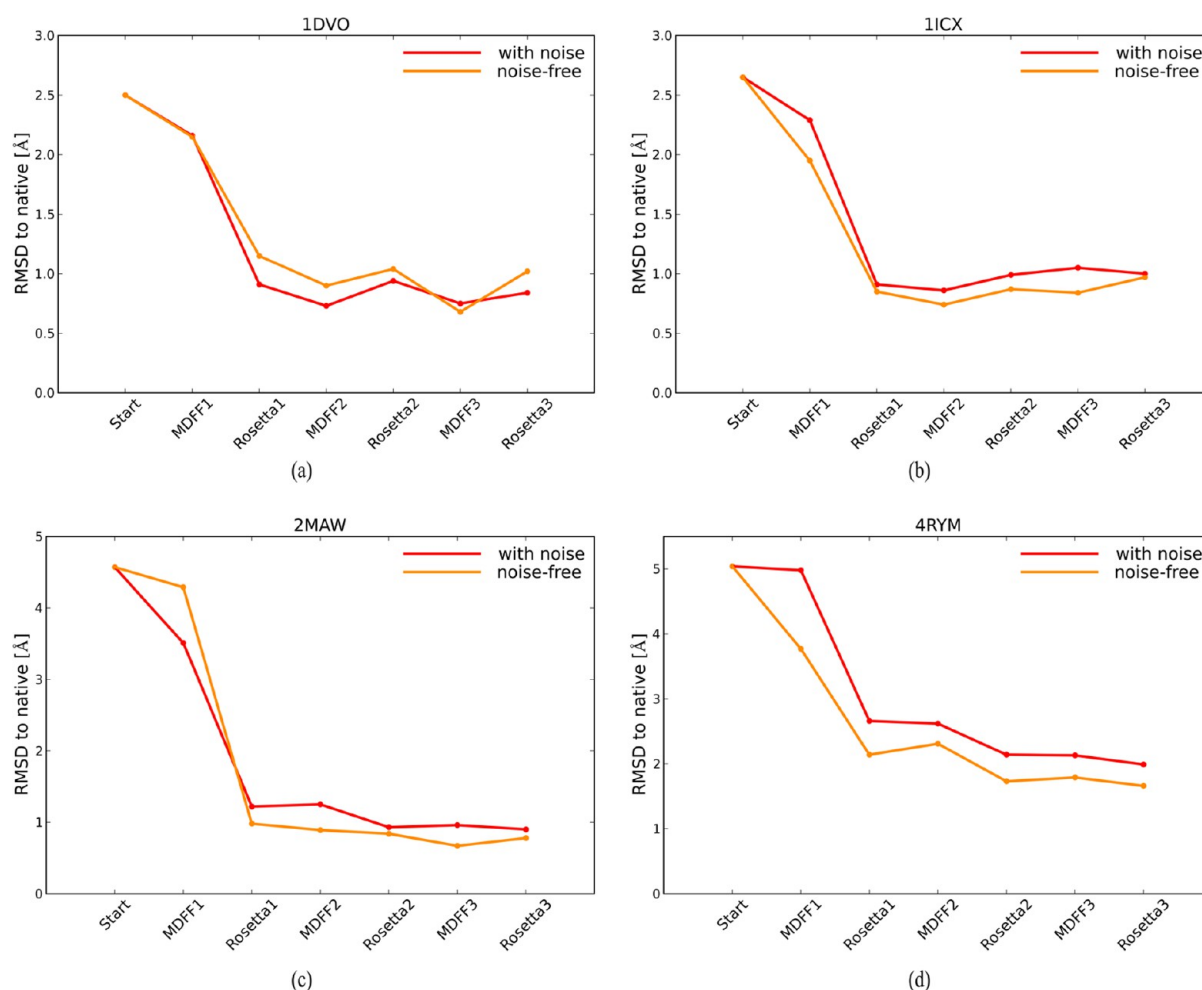 1DVO
3.0
2.5
2.0
1.5
1.0
0.5
0.0
RMSD to native [Å]
with noise
noise-free
Start
MDFF1
Rosetta1
MDFF2
Rosetta2
MDFF3
Rosetta3
(a)
1ICX
3.0
2.5
2.0
1.5
1.0
0.5
0.0
RMSD to native [Å]
with noise
noise-free
Start
MDFF1
Rosetta1
MDFF2
Rosetta2
MDFF3
Rosetta3
(b)
2MAW
5
4
3
2
1
0
RMSD to native [Å]
with noise
noise-free
Start
MDFF1
Rosetta1
MDFF2
Rosetta2
MDFF3
Rosetta3
(c)
4RYM
5
4
3
2
1
0
RMSD to native [Å]
with noise
noise-free
Start
MDFF1
Rosetta1
MDFF2
Rosetta2
MDFF3
Rosetta3
(d)